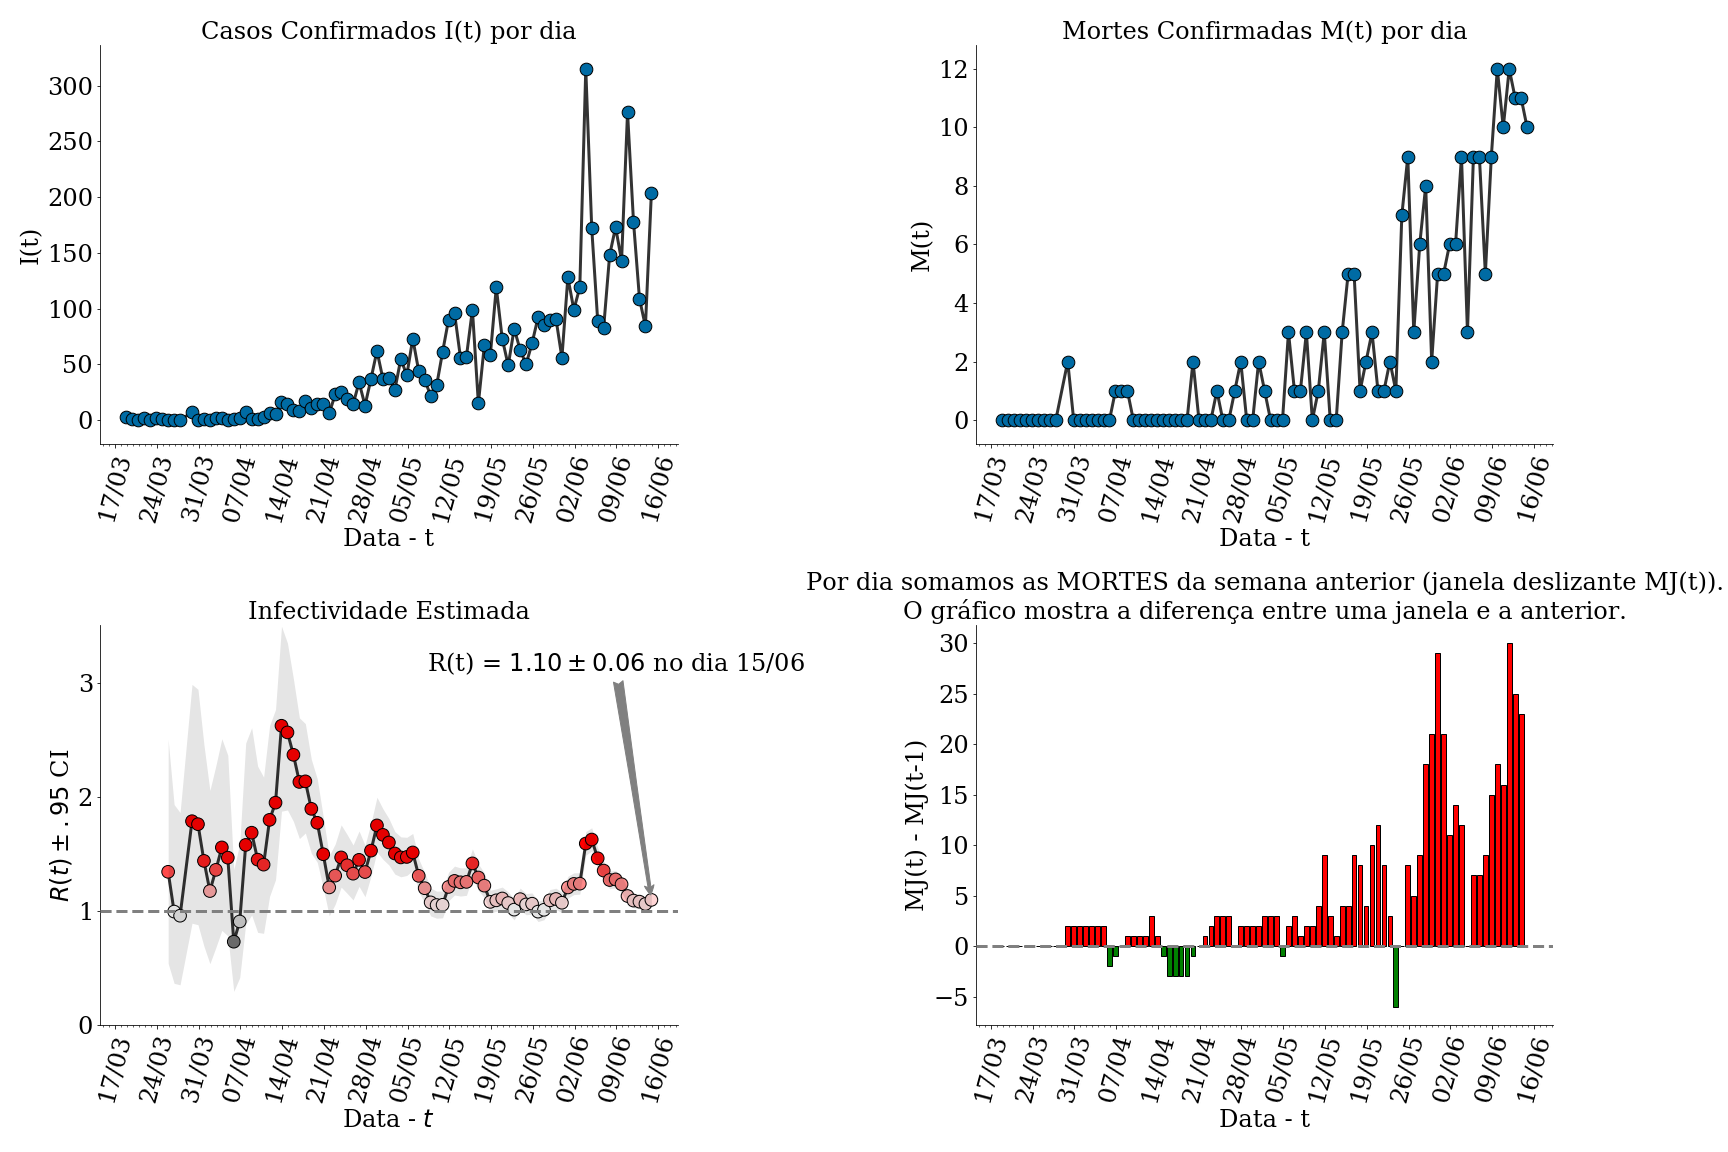 Casos Confirmados I(t) por dia
I(t)
300
250
200
150
100
50
0
17/03 24/03 31/03 07/04 14/04 21/04 28/04 05/05 12/05 19/05 26/05 02/06 09/06 16/06
Data - t
Mortes Confirmadas M(t) por dia
M(t)
12
10
8
6
4
2
0
17/03 24/03 31/03 07/04 14/04 21/04 28/04 05/05 12/05 19/05 26/05 02/06 09/06 16/06
Data - t
Infectividade Estimada
R(t) = 1.10 ± 0.06 no dia 15/06
R(t) ± .95 CI
3
2
1
0
17/03 24/03 31/03 07/04 14/04 21/04 28/04 05/05 12/05 19/05 26/05 02/06 09/06 16/06
Data - t
Por dia somamos as MORTES da semana anterior (janela deslizante MJ(t)).
O gráfico mostra a diferença entre uma janela e a anterior.
MJ(t) - MJ(t-1)
30
25
20
15
10
5
0
−5
17/03 24/03 31/03 07/04 14/04 21/04 28/04 05/05 12/05 19/05 26/05 02/06 09/06 16/06
Data - t